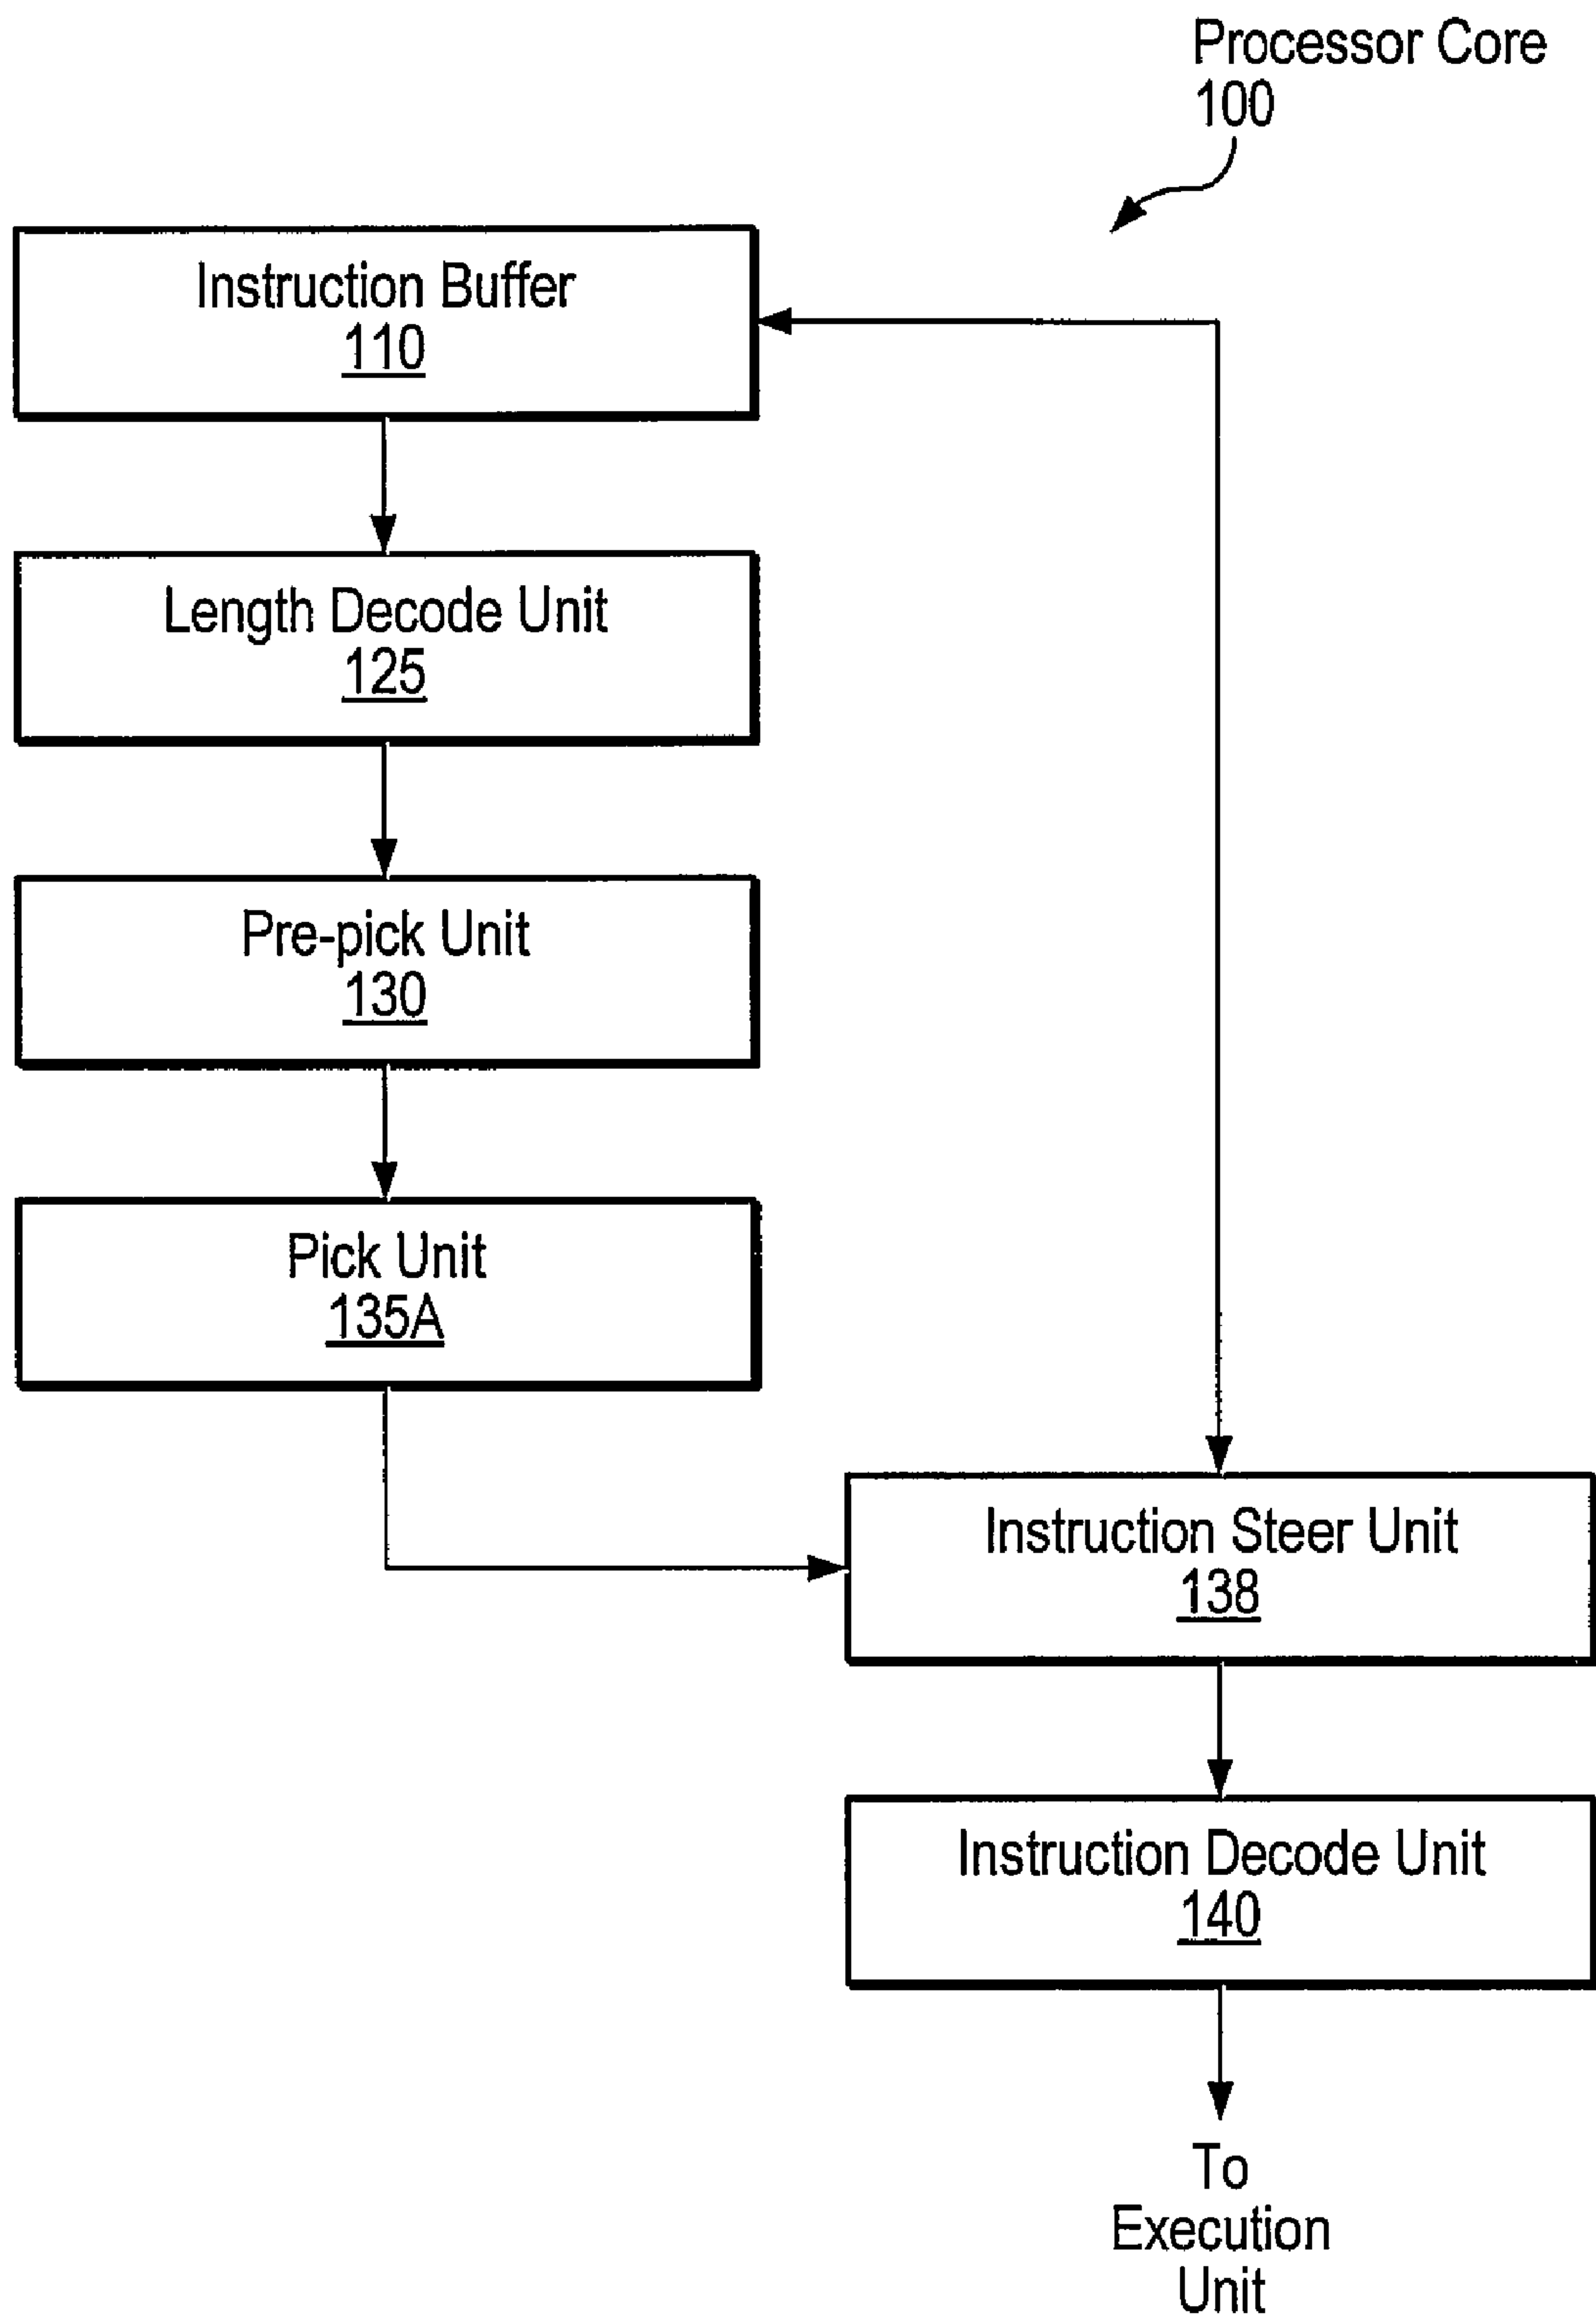 Processor Core
100
Instruction Buffer
110
Length Decode Unit
125
Pre-pick Unit
130
Pick Unit
135A
Instruction Steer Unit
138
Instruction Decode Unit
140
To
Execution
Unit